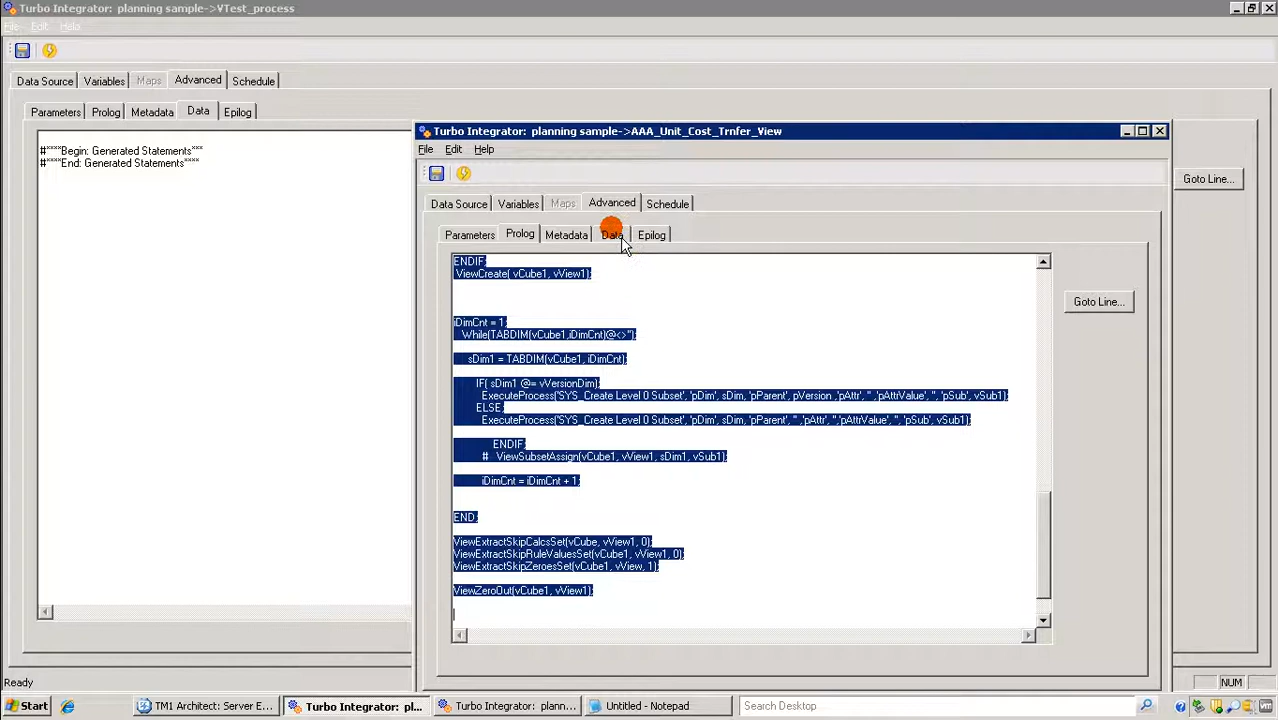 Turbo Integrator: planning sample->VTest_process
File Edit Help
Data Source Variables Maps Advanced Schedule
Parameters Prolog Metadata Data Epilog
#****Begin: Generated Statements***
#****End: Generated Statements****
Goto Line...
Turbo Integrator: planning sample->AAA_Unit_Cost_Trnfer_View
File Edit Help
Data Source Variables Maps Advanced Schedule
Parameters Prolog Metadata Data Epilog
ENDIF;
ViewCreate( vCube1, vView1);
iDimCnt = 1;
While(TABDIM(vCube1,iDimCnt)@<>'');
sDim1 = TABDIM(vCube1, iDimCnt);
IF( sDim1 @= vVersionDim);
ExecuteProcess('SYS_Create Level 0 Subset', 'pDim', sDim, 'pParent', pVersion ,'pAttr', '' ,'pAttrValue', '', 'pSub', vSub1);
ELSE;
ExecuteProcess('SYS_Create Level 0 Subset', 'pDim', sDim, 'pParent', '' ,'pAttr', '','pAttrValue', '', 'pSub', vSub1);
ENDIF;
# ViewSubsetAssign(vCube1, vView1, sDim1, vSub1);
iDimCnt = iDimCnt + 1;
END;
ViewExtractSkipCalcsSet(vCube, vView1, 0);
ViewExtractSkipRuleValuesSet(vCube1, vView1, 0);
ViewExtractSkipZeroesSet(vCube1, vView, 1);
ViewZeroOut(vCube1, vView1);
Goto Line...
Ready
NUM
Start
TM1 Architect: Server E...
Turbo Integrator: pl...
Turbo Integrator: plannin...
Untitled - Notepad
Search Desktop